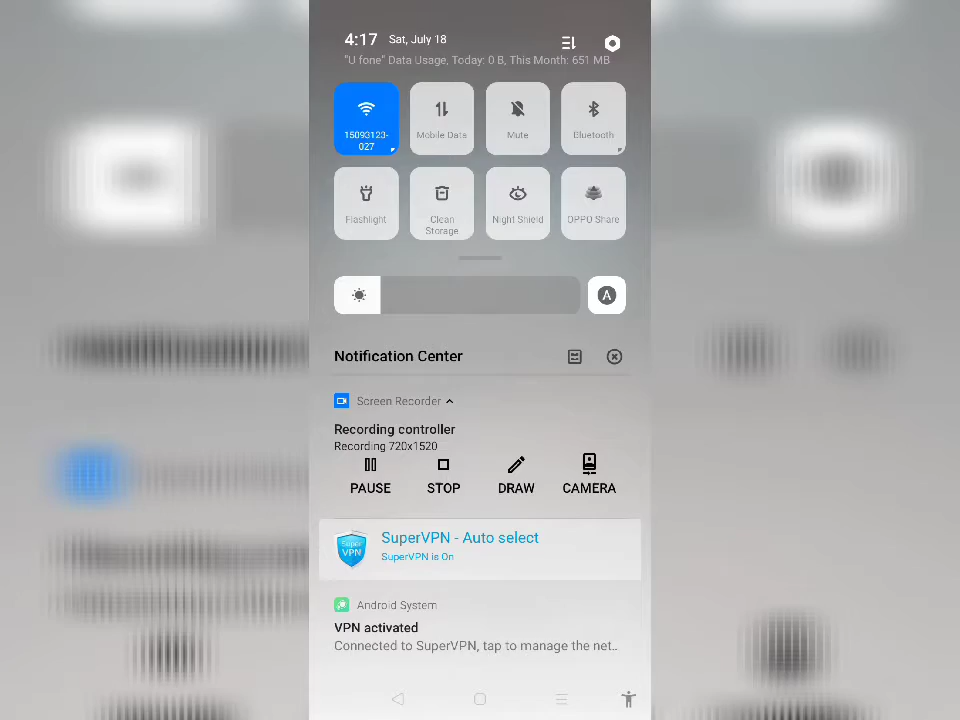 4:17 Sat, July 18
"U fone" Data Usage, Today: 0 B, This Month: 651 MB
15093123-
027
Mobile Data
Mute
Bluetooth
Flashlight
Clean
Storage
Night Shield
OPPO Share
A
Notification Center
Screen Recorder
Recording controller
Recording 720x1520
PAUSE STOP DRAW CAMERA
Super
VPN
SuperVPN - Auto select
SuperVPN is On
Android System
VPN activated
Connected to SuperVPN, tap to manage the net..